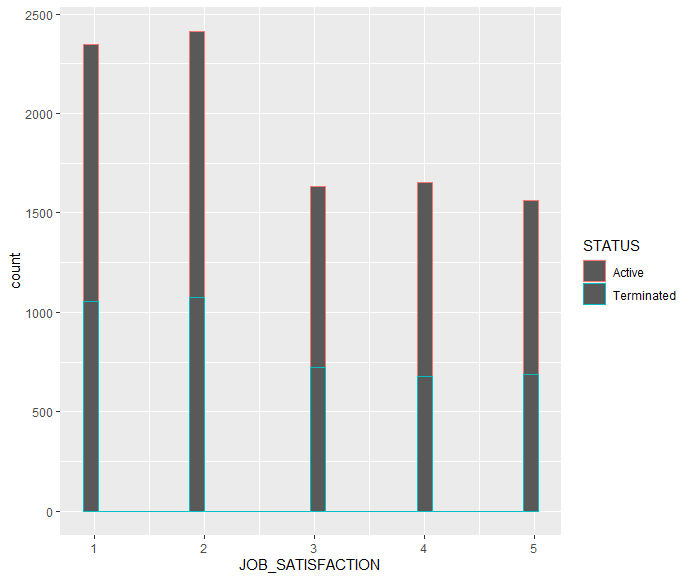 2500
2000
1500
1000
500
0
count
1
2
3
4
5
JOB_SATISFACTION
STATUS
Active
Terminated